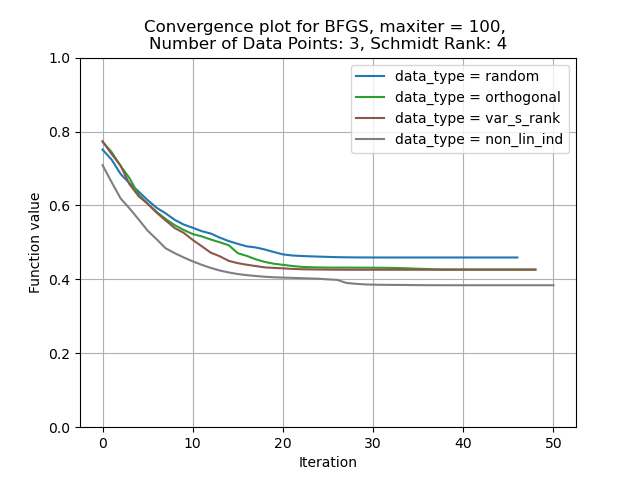 Convergence plot for BFGS, maxiter = 100,
Number of Data Points: 3, Schmidt Rank: 4
data_type = random
data_type = orthogonal
data_type = var_s_rank
data_type = non_lin_ind
Function value
1.0
0.8
0.6
0.4
0.2
0.0
0 10 20 30 40 50
Iteration